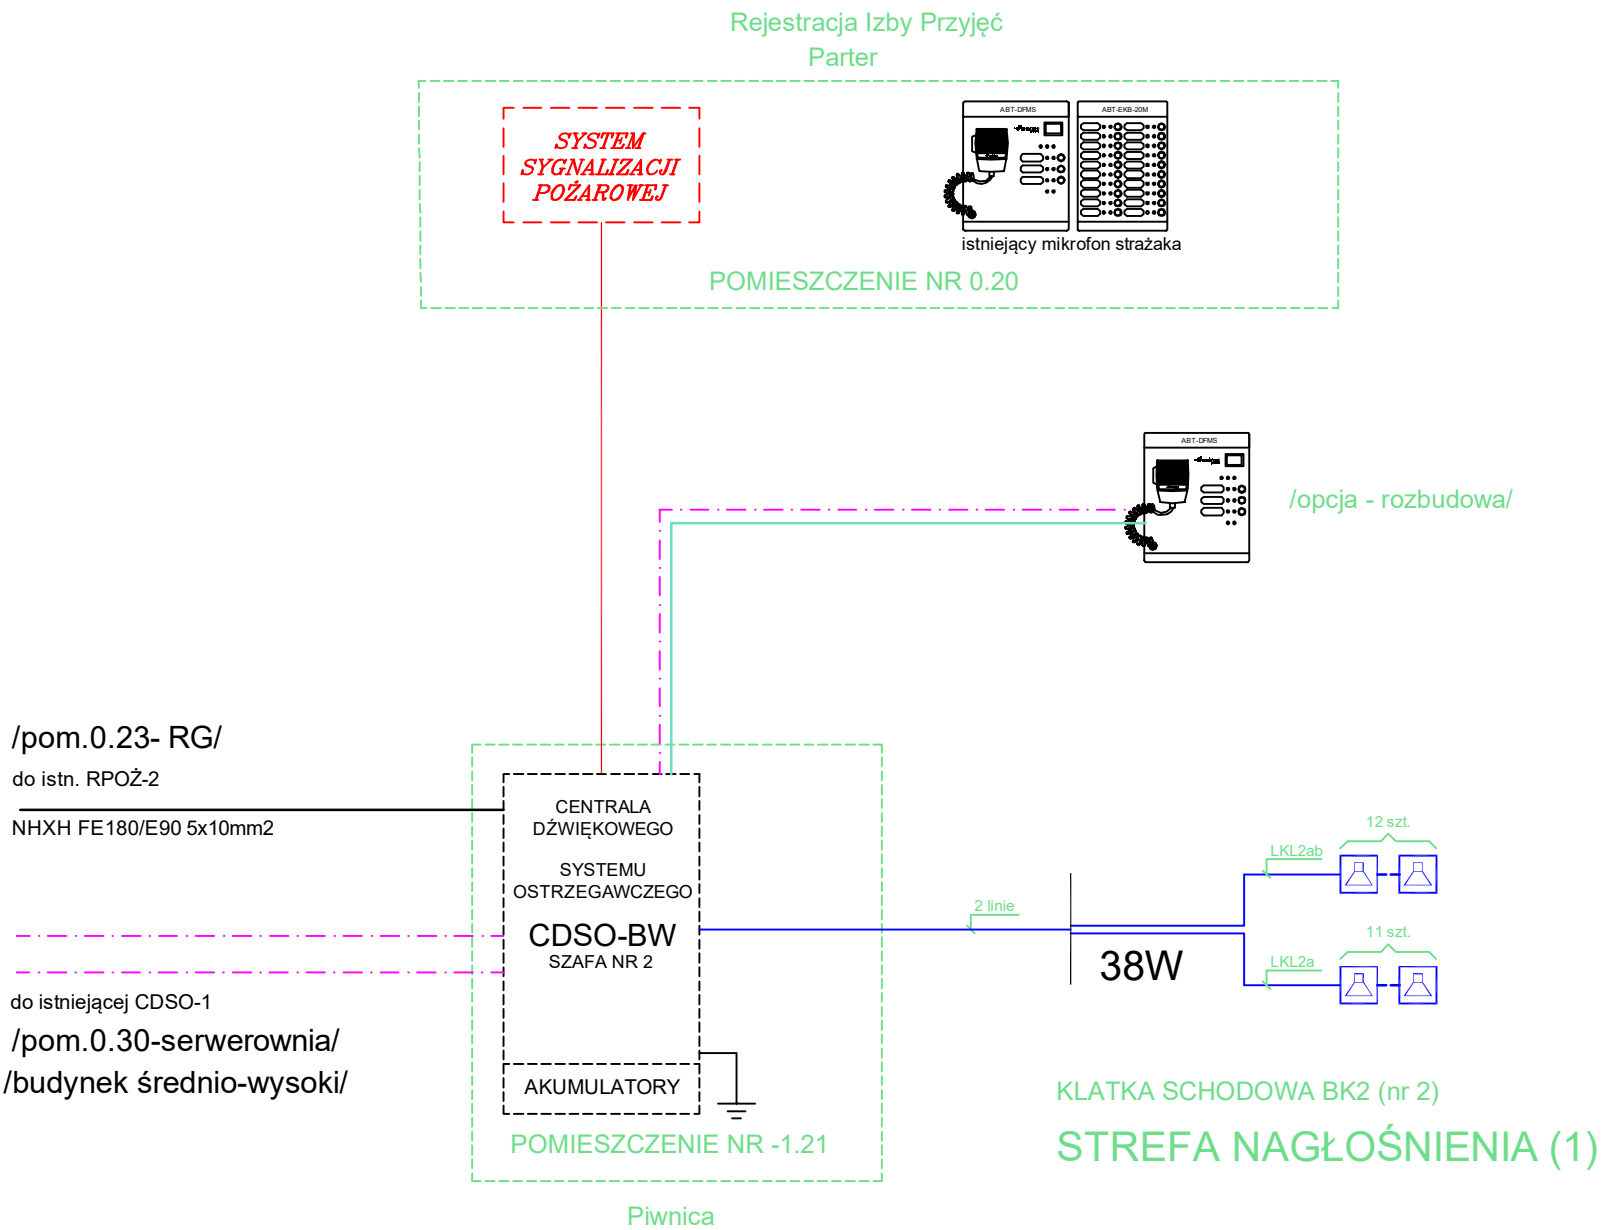 Rejestracja Izby Przyjęć
Parter
SYSTEM
SYGNALIZACJI
POŻAROWEJ
ABT-DFMS
ABT-EKB-20M
istniejący mikrofon strażaka
POMIESZCZENIE NR 0.20
ABT-DFMS
/opcja - rozbudowa/
/pom.0.23- RG/
do istn. RPOŻ-2
NHXH FE180/E90 5x10mm2
CENTRALA
DŹWIĘKOWEGO
SYSTEMU
OSTRZEGAWCZEGO
CDSO-BW
SZAFA NR 2
AKUMULATORY
do istniejącej CDSO-1
/pom.0.30-serwerownia/
/budynek średnio-wysoki/
POMIESZCZENIE NR -1.21
Piwnica
2 linie
38W
LKL2ab
12 szt.
LKL2a
11 szt.
KLATKA SCHODOWA BK2 (nr 2)
STREFA NAGŁOŚNIENIA (1)